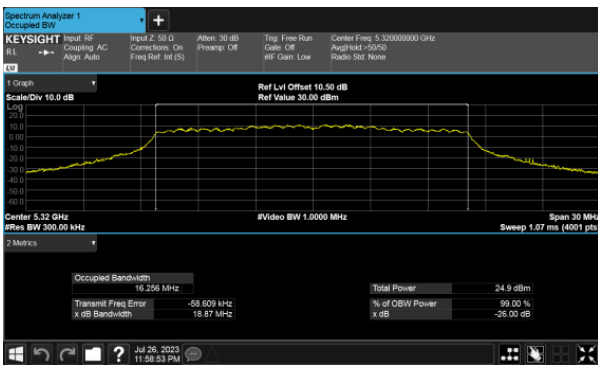 Spectrum Analyzer 1
Occupied BW
KEYSIGHT Input: RF Input Z: 50 Ω Atten: 30 dB Trig: Free Run Center Freq: 5.320000000 GHz
RL Coupling: AC Corrections: On Preamp: Off Gate: Off Avg|Hold:>50/50
Align: Auto Freq Ref: Int (S) #IF Gain: Low Radio Std: None
LW
1 Graph
Ref Lvl Offset 10.50 dB
Scale/Div 10.0 dB Ref Value 30.00 dBm
Log
20.0
10.0
0.00
-10.0
-20.0
-30.0
-40.0
-50.0
-60.0
Center 5.32 GHz #Video BW 1.0000 MHz Span 30 MHz
#Res BW 300.00 kHz Sweep 1.07 ms (4001 pts
2 Metrics
Occupied Bandwidth
16.256 MHz Total Power 24.9 dBm
Transmit Freq Error -58.609 kHz % of OBW Power 99.00 %
x dB Bandwidth 18.87 MHz x dB -26.00 dB
Jul 26, 2023
11:58:53 PM